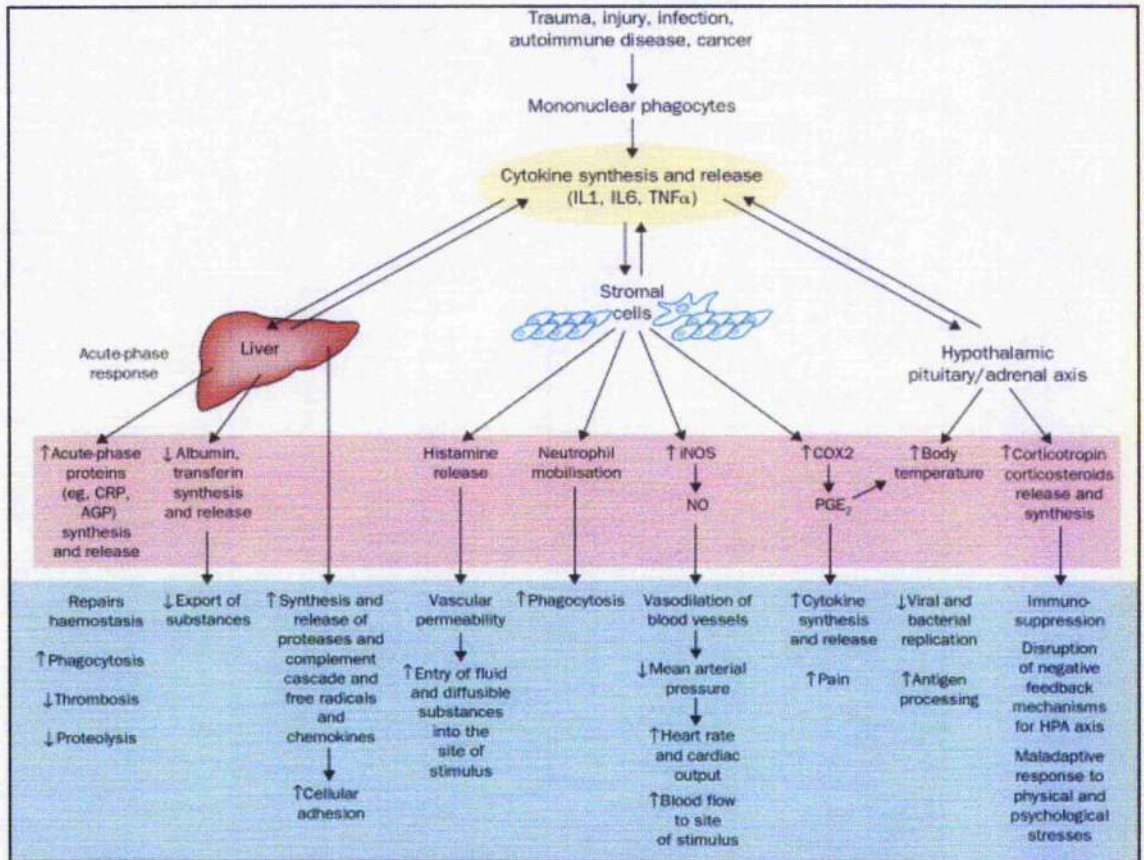 Trauma, injury, infection,
autoimmune disease, cancer
Mononuclear phagocytes
Cytokine synthesis and release
(IL1, IL6, TNFα)
Stromal
cells
Liver
Acute-phase
response
Hypothalamic
pituitary/adrenal axis
↑Acute-phase
proteins
(eg, CRP,
AGP)
synthesis
and release
↓Albumin,
transferin
synthesis
and release
Histamine
release
Neutrophil
mobilisation
↑iNOS
NO
↑COX2
PGE₂
↑Body
temperature
↑Corticotropin
corticosteroids
release and
synthesis
Repairs
haemostasis
↑Phagocytosis
↓Thrombosis
↓Proteolysis
↓Export of
substances
↑Synthesis and
release of
proteases and
complement
cascade and
free radicals
and
chemokines
↑Cellular
adhesion
Vascular
permeability
↑Entry of fluid
and diffusible
substances
into the
site of
stimulus
↑Phagocytosis
Vasodilation of
blood vessels
↓Mean arterial
pressure
↑Heart rate
and cardiac
output
↑Blood flow
to site
of stimulus
↑Cytokine
synthesis
and release
↑Pain
↓Viral and
bacterial
replication
↑Antigen
processing
Immuno-
suppression
Disruption
of negative
feedback
mechanisms
for HPA axis
Maladaptive
response to
physical and
psychological
stresses